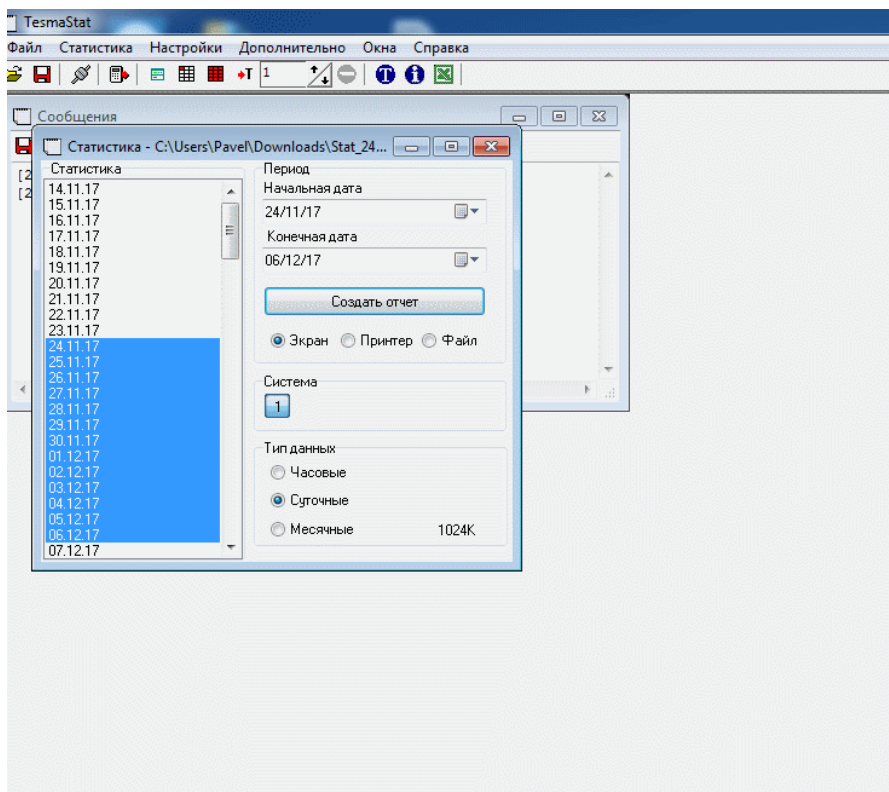 TesmaStat
Файл Статистика Настройки Дополнительно Окна Справка
T 1 T i
Сообщения
Статистика - C:\Users\Pavel\Downloads\Stat_24...
[2
[2
Статистика
14.11.17
15.11.17
16.11.17
17.11.17
18.11.17
19.11.17
20.11.17
21.11.17
22.11.17
23.11.17
24.11.17
25.11.17
26.11.17
27.11.17
28.11.17
29.11.17
30.11.17
01.12.17
02.12.17
03.12.17
04.12.17
05.12.17
06.12.17
07.12.17
Период
Начальная дата
24/11/17
Конечная дата
06/12/17
Создать отчет
Экран Принтер Файл
Система
1
Тип данных
Часовые
Суточные
Месячные 1024K